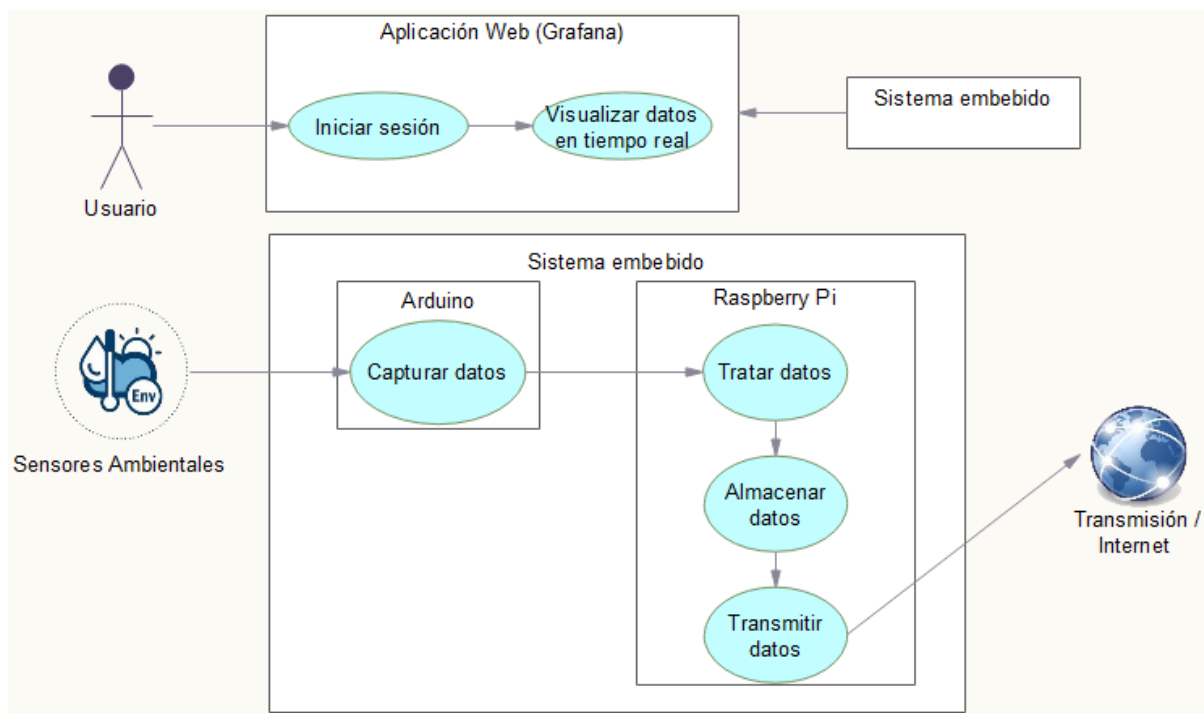 Aplicación Web (Grafana)
Iniciar sesión
Visualizar datos
en tiempo real
Sistema embebido
Usuario
Sistema embebido
Arduino
Raspberry Pi
Capturar datos
Tratar datos
Env
Sensores Ambientales
Almacenar
datos
Transmisión /
Internet
Transmitir
datos